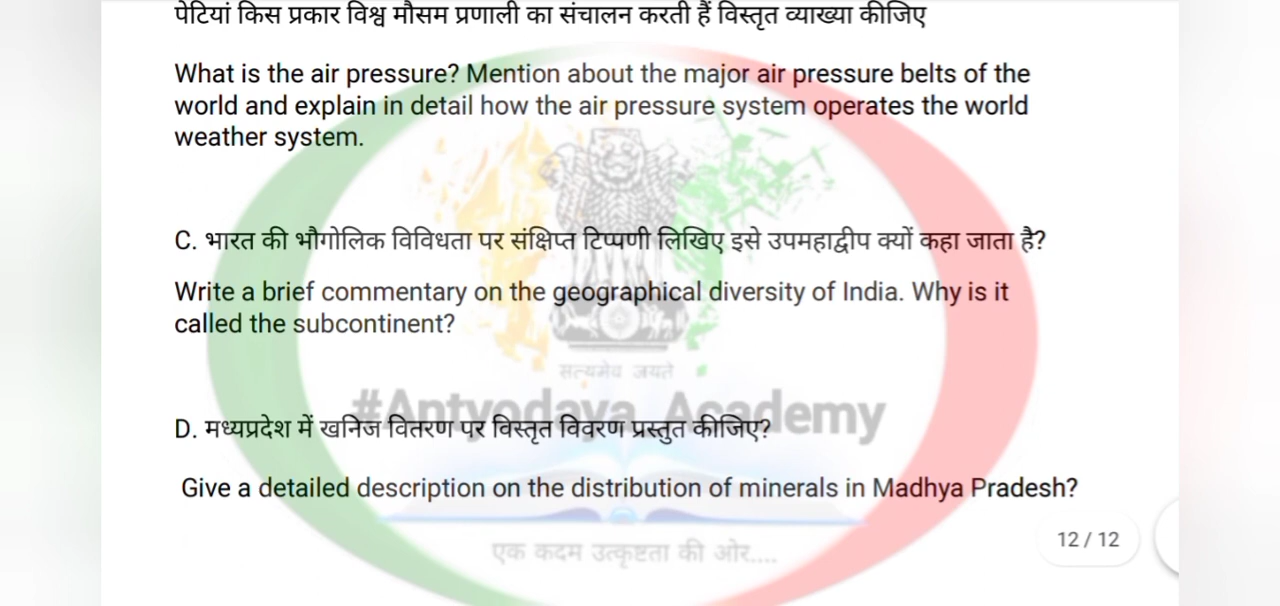 पेटियां किस प्रकार विश्व मौसम प्रणाली का संचालन करती हैं विस्तृत व्याख्या कीजिए
What is the air pressure? Mention about the major air pressure belts of the
world and explain in detail how the air pressure system operates the world
weather system.
C. भारत की भौगोलिक विविधता पर संक्षिप्त टिप्पणी लिखिए इसे उपमहाद्वीप क्यों कहा जाता है?
Write a brief commentary on the geographical diversity of India. Why is it
called the subcontinent?
सत्यमेव जयते
#Antyodaya Academy
D. मध्यप्रदेश में खनिज वितरण पर विस्तृत विवरण प्रस्तुत कीजिए?
Give a detailed description on the distribution of minerals in Madhya Pradesh?
12 / 12
एक कदम उत्कृष्टता की ओर....